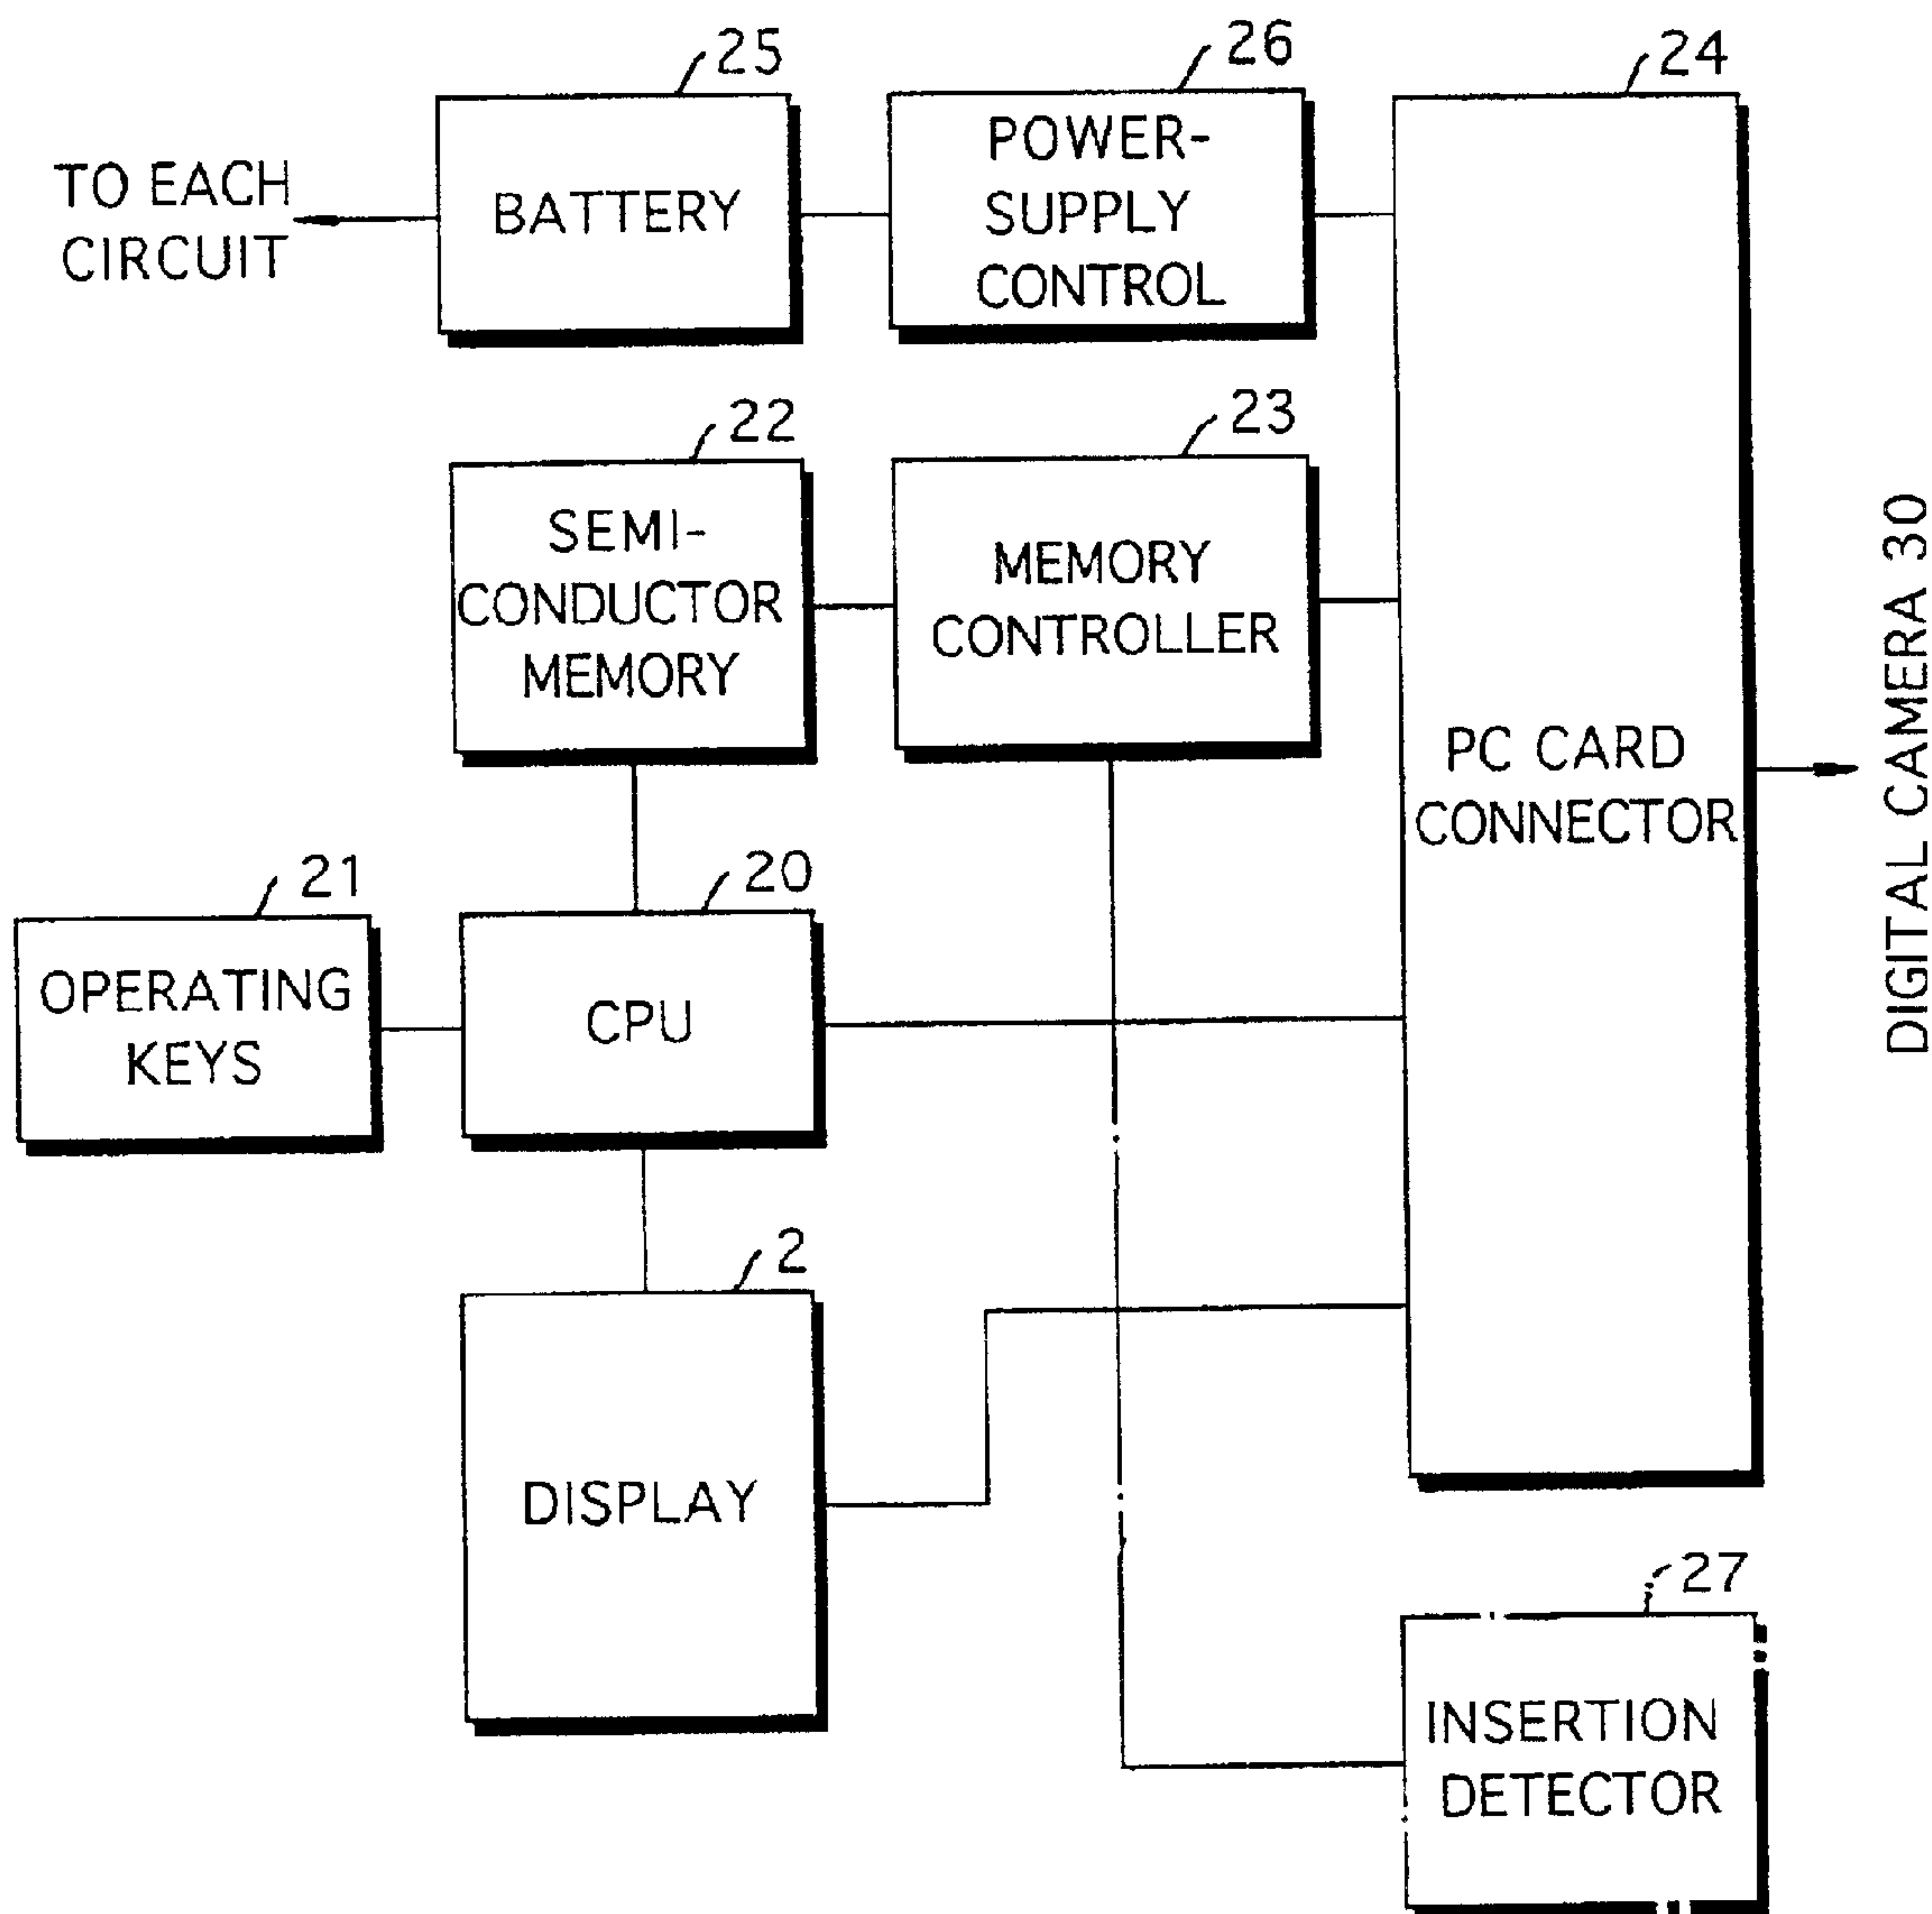 25
26
24
TO EACH
CIRCUIT
BATTERY
POWER-
SUPPLY
CONTROL
22
23
SEMI-
CONDUCTOR
MEMORY
MEMORY
CONTROLLER
PC CARD
CONNECTOR
DIGITAL CAMERA 30
21
20
OPERATING
KEYS
CPU
2
DISPLAY
27
INSERTION
DETECTOR